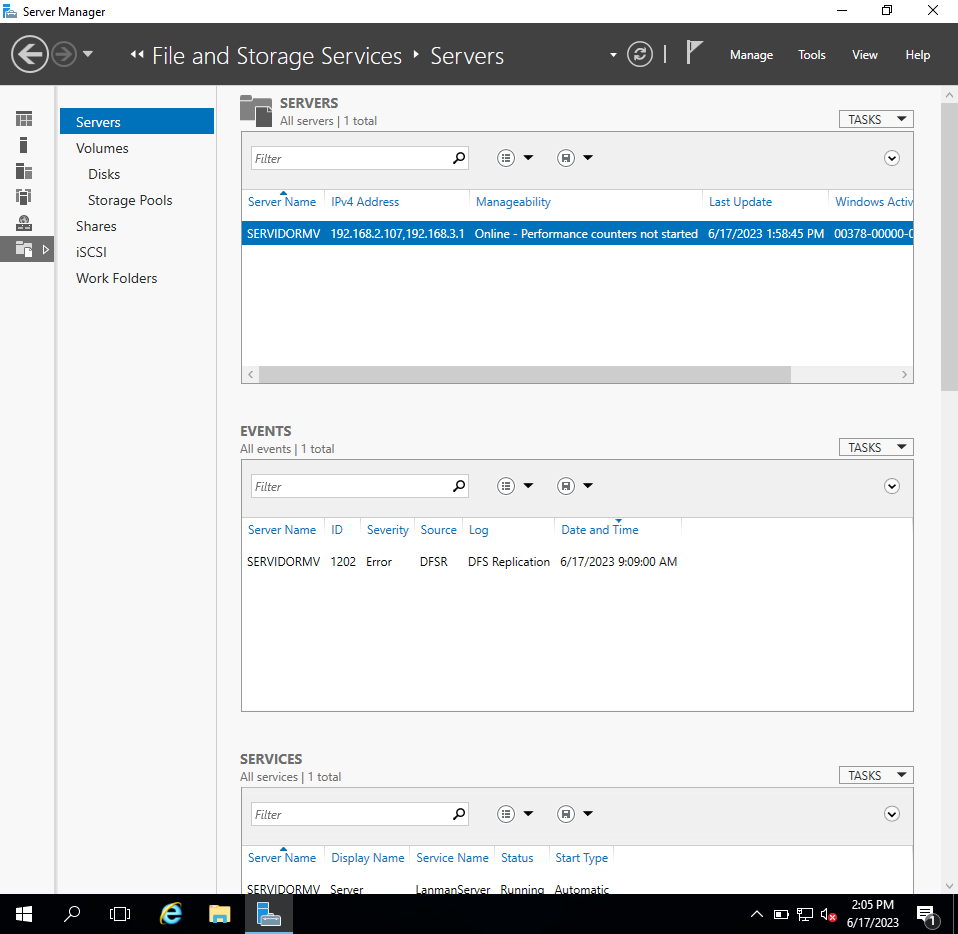 Server Manager
File and Storage Services
Servers
Manage
Tools
View
Help
Servers
Volumes
Disks
Storage Pools
Shares
iSCSI
Work Folders
SERVERS
All servers | 1 total
TASKS
Filter
Server Name IPv4 Address Manageability Last Update Windows Activ
SERVIDORMV 192.168.2.107,192.168.3.1 Online - Performance counters not started 6/17/2023 1:58:45 PM 00378-00000-0
EVENTS
All events | 1 total
TASKS
Filter
Server Name ID Severity Source Log Date and Time
SERVIDORMV 1202 Error DFSR DFS Replication 6/17/2023 9:09:00 AM
SERVICES
All services | 1 total
TASKS
Filter
Server Name Display Name Service Name Status Start Type
SERVIDORMV Server LanmanServer Running Automatic
2:05 PM
6/17/2023
1